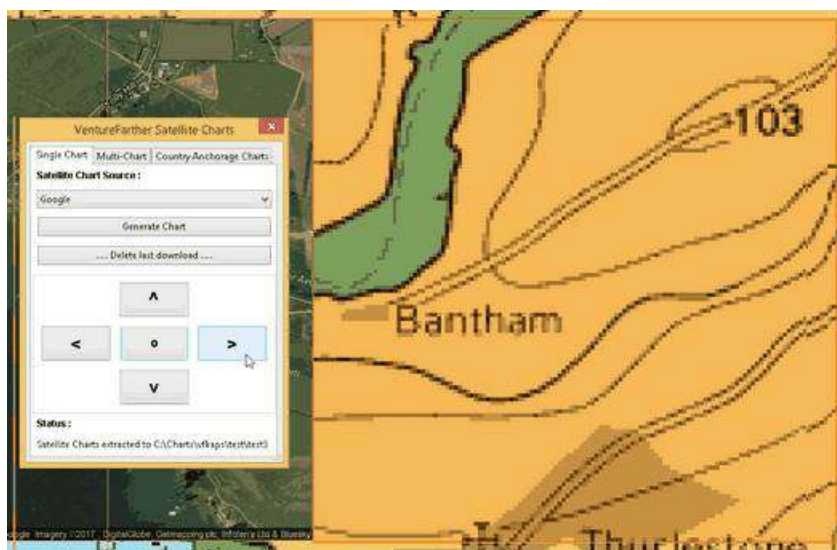 VentureFarther Satellite Charts
x
Single Chart Multi-Chart Country Anchorage Charts
Satellite Chart Source :
Google
Generate Chart
.... Delete last download ....
^
< o >
v
Status :
Satellite Charts extracted to C:\Charts\vfkaps\test\test3
103
Bantham
Thurlestone
Imagery ©2017 , DigitalGlobe, Getmapping plc, Infoterra Ltd & Bluesky